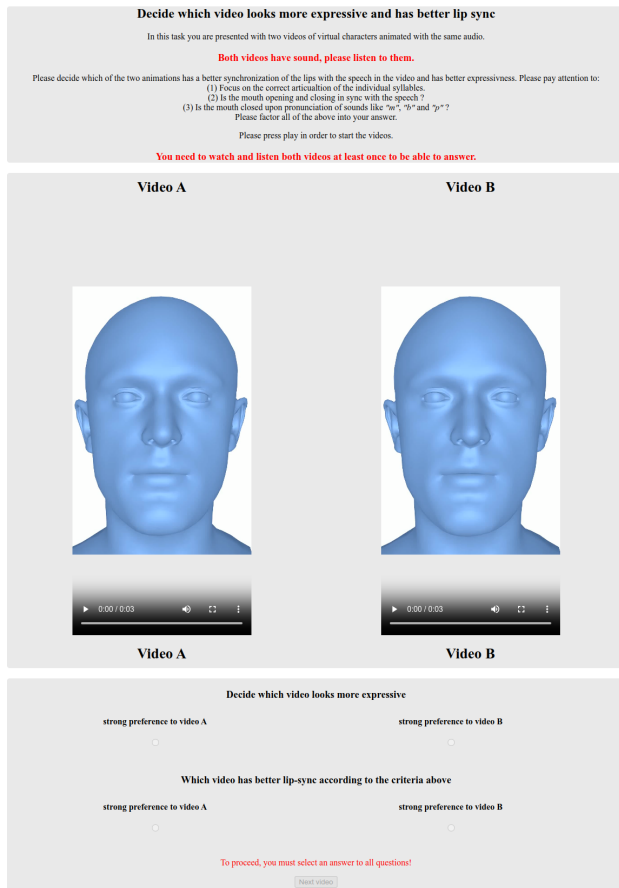 Decide which video looks more expressive and has better lip sync
In this task you are presented with two videos of virtual characters animated with the same audio.
Both videos have sound, please listen to them.
Please decide which of the two animations has a better synchronization of the lips with the speech in the video and has better expressivness. Please pay attention to:
(1) Focus on the correct articualtion of the individual syllables.
(2) Is the mouth opening and closing in sync with the speech ?
(3) Is the mouth closed upon pronunciation of sounds like "m", "b" and "p" ?
Please factor all of the above into your answer.
Please press play in order to start the videos.
You need to watch and listen both videos at least once to be able to answer.
Video A
Video B
0:00 / 0:03
0:00 / 0:03
Video A
Video B
Decide which video looks more expressive
strong preference to video A
strong preference to video B
Which video has better lip-sync according to the criteria above
strong preference to video A
strong preference to video B
To proceed, you must select an answer to all questions!
Next video